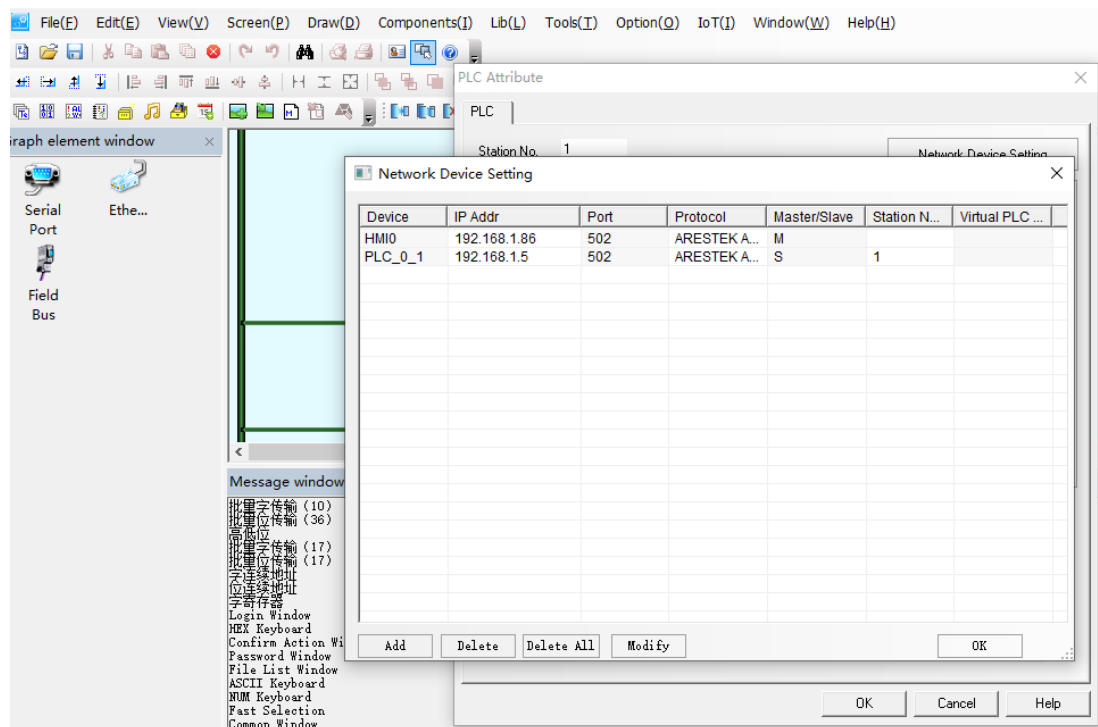 File(F) Edit(E) View(V) Screen(P) Draw(D) Components(I) Lib(L) Tools(T) Option(O) IoT(I) Window(W) Help(H)
PLC Attribute
PLC
Graph element window
Station No. 1
Network Device Setting
Network Device Setting
Serial Port
Ethe...
Field Bus
Device IP Addr Port Protocol Master/Slave Station N... Virtual PLC ...
HMI0 192.168.1.86 502 ARESTEK A... M
PLC_0_1 192.168.1.5 502 ARESTEK A... S 1
Message window
批里字传输 (10)
批里位传输 (36)
高低位
批里字传输 (17)
批里位传输 (17)
字连续地址
位连续地址
字寄存器
Login Window
HEX Keyboard
Confirm Action Wi
Password Window
File List Window
ASCII Keyboard
NUM Keyboard
Fast Selection
Common Window
Add Delete Delete All Modify OK
OK Cancel Help